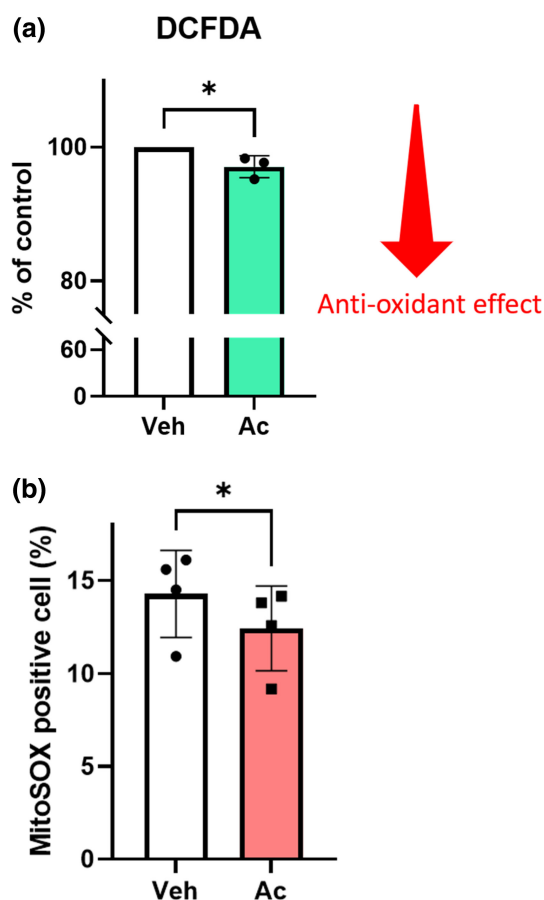 (a)
DCFDA
*
% of control
100
80
60
0
Veh Ac
Anti-oxidant effect
(b)
*
MitoSOX positive cell (%)
15
10
5
0
Veh Ac